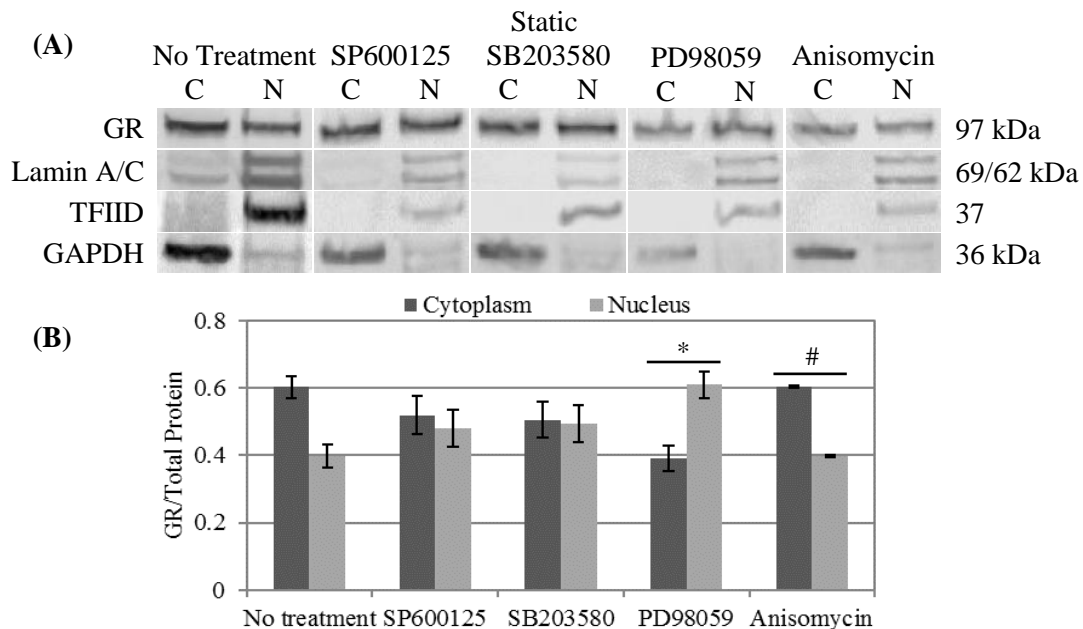 (A)
Static
No Treatment SP600125 SB203580 PD98059 Anisomycin
C N C N C N C N C N
GR 97 kDa
Lamin A/C 69/62 kDa
TFIID 37
GAPDH 36 kDa
(B)
Cytoplasm Nucleus
GR/Total Protein
0.8
0.6
0.4
0.2
0
* #
No treatment SP600125 SB203580 PD98059 Anisomycin